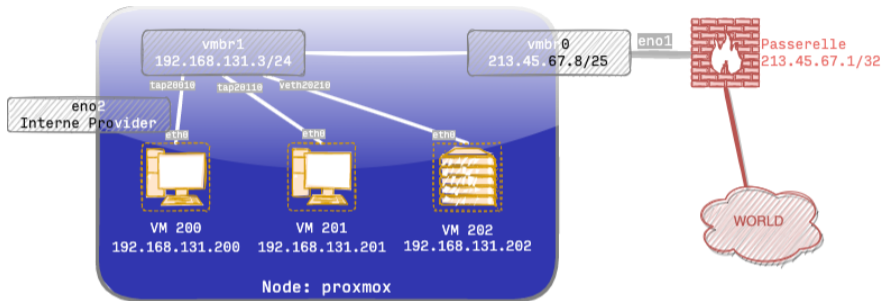 vmbr1
192.168.131.3/24
vmbr0
213.45.67.8/25
eno1
Passerelle
213.45.67.1/32
tap20010
tap20110
veth20210
eno2
Interne Provider
eth0
eth0
eth0
WORLD
VM 200
192.168.131.200
VM 201
192.168.131.201
VM 202
192.168.131.202
Node: proxmox